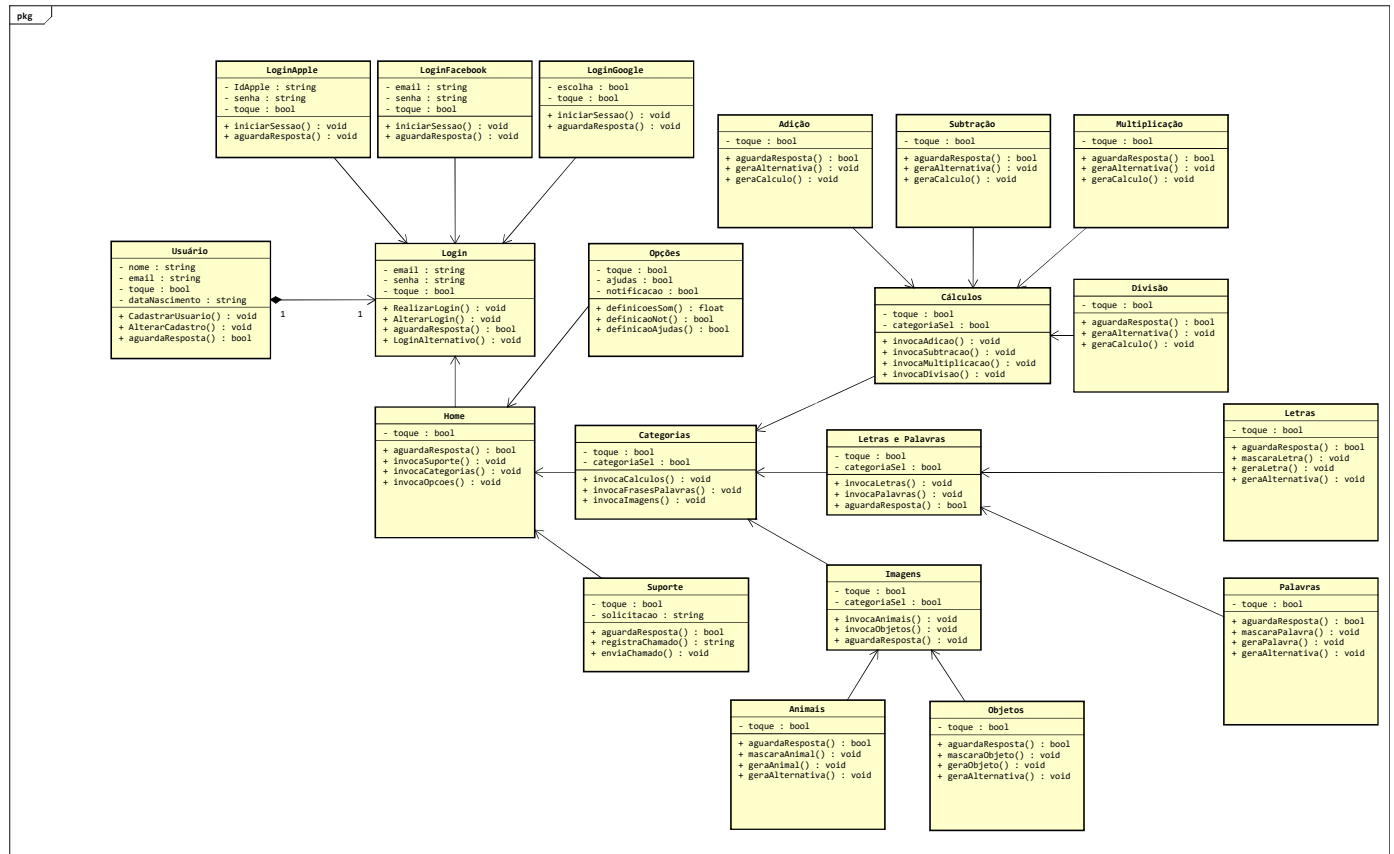 pkg
LoginApple
- IdApple : string
- senha : string
- toque : bool
+ iniciarSessao() : void
+ aguardaResposta() : void
LoginFacebook
- email : string
- senha : string
- toque : bool
+ iniciarSessao() : void
+ aguardaResposta() : void
LoginGoogle
- escolha : bool
- toque : bool
+ iniciarSessao() : void
+ aguardaResposta() : void
Adição
- toque : bool
+ aguardaResposta() : bool
+ geraAlternativa() : void
+ geraCalculo() : void
Subtração
- toque : bool
+ aguardaResposta() : bool
+ geraAlternativa() : void
+ geraCalculo() : void
Multiplicação
- toque : bool
+ aguardaResposta() : bool
+ geraAlternativa() : void
+ geraCalculo() : void
Usuário
- nome : string
- email : string
- toque : bool
- dataNascimento : string
+ CadastrarUsuario() : void
+ AlterarCadastro() : void
+ aguardaResposta() : bool
1
1
Login
- email : string
- senha : string
- toque : bool
+ RealizarLogin() : void
+ AlterarLogin() : void
+ aguardaResposta() : bool
+ LoginAlternativo() : void
Opções
- toque : bool
- ajudas : bool
- notificacao : bool
+ definicoesSom() : float
+ definicaoNot() : bool
+ definicaoAjudas() : bool
Cálculos
- toque : bool
- categoriaSel : bool
+ invocaAdicao() : void
+ invocaSubtracao() : void
+ invocaMultiplicacao() : void
+ invocaDivisao() : void
Divisão
- toque : bool
+ aguardaResposta() : bool
+ geraAlternativa() : void
+ geraCalculo() : void
Home
- toque : bool
+ aguardaResposta() : bool
+ invocaSuporte() : void
+ invocaCategorias() : void
+ invocaOpcoes() : void
Categorias
- toque : bool
- categoriaSel : bool
+ invocaCalculos() : void
+ invocaFrasesPalavras() : void
+ invocaImagens() : void
Letras e Palavras
- toque : bool
- categoriaSel : bool
+ invocaLetras() : void
+ invocaPalavras() : void
+ aguardaResposta() : bool
Letras
- toque : bool
+ aguardaResposta() : bool
+ mascaraLetra() : void
+ geraLetra() : void
+ geraAlternativa() : void
Suporte
- toque : bool
- solicitacao : string
+ aguardaResposta() : bool
+ registraChamado() : string
+ enviaChamado() : void
Imagens
- toque : bool
- categoriaSel : bool
+ invocaAnimais() : void
+ invocaObjetos() : void
+ aguardaResposta() : void
Palavras
- toque : bool
+ aguardaResposta() : bool
+ mascaraPalavra() : void
+ geraPalavra() : void
+ geraAlternativa() : void
Animais
- toque : bool
+ aguardaResposta() : bool
+ mascaraAnimal() : void
+ geraAnimal() : void
+ geraAlternativa() : void
Objetos
- toque : bool
+ aguardaResposta() : bool
+ mascaraObjeto() : void
+ geraObjeto() : void
+ geraAlternativa() : void